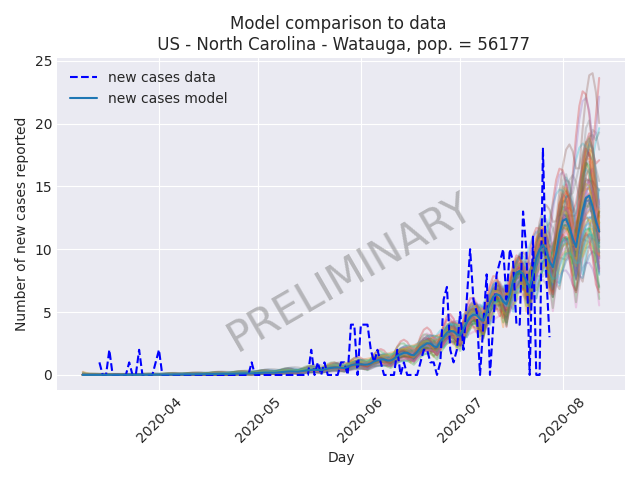 Model comparison to data
US - North Carolina - Watauga, pop. = 56177
new cases data
new cases model
Number of new cases reported
25
20
15
10
5
0
PRELIMINARY
2020-04
2020-05
2020-06
2020-07
2020-08
Day